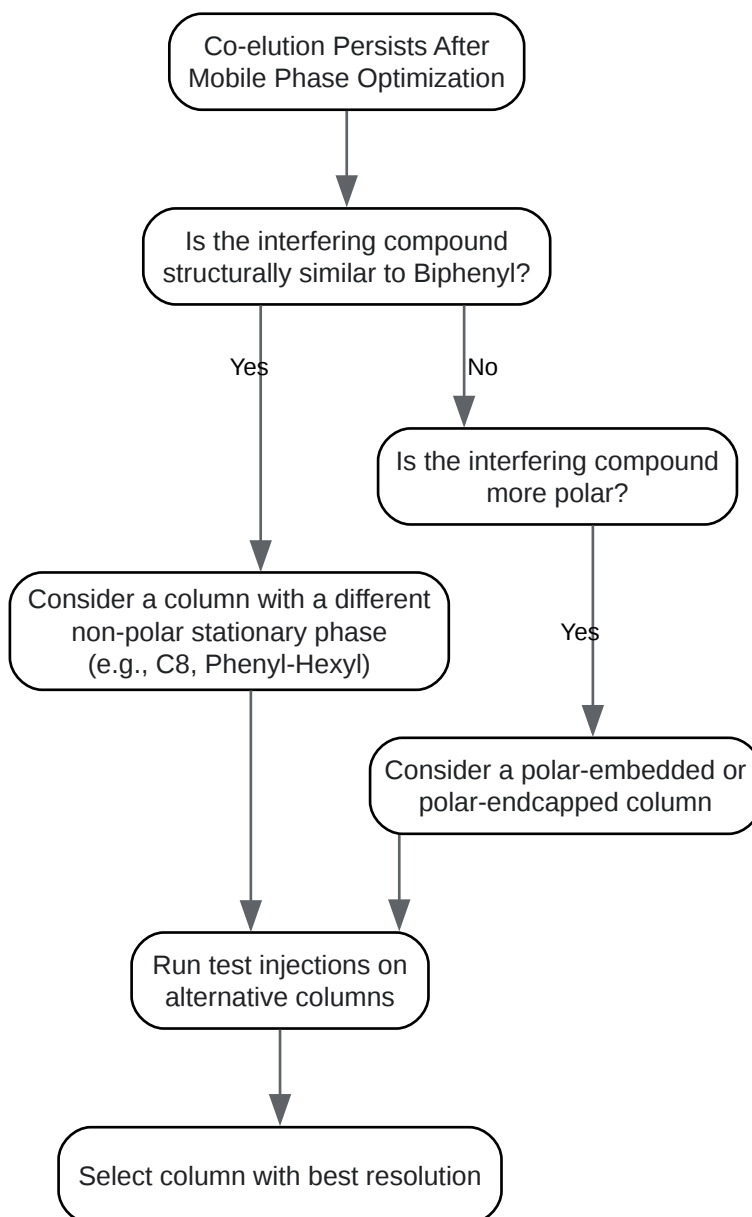 Co-elution Persists After
Mobile Phase Optimization
Is the interfering compound
structurally similar to Biphenyl?
Yes
No
Is the interfering compound
more polar?
Consider a column with a different
non-polar stationary phase
(e.g., C8, Phenyl-Hexyl)
Yes
Consider a polar-embedded or
polar-endcapped column
Run test injections on
alternative columns
Select column with best resolution